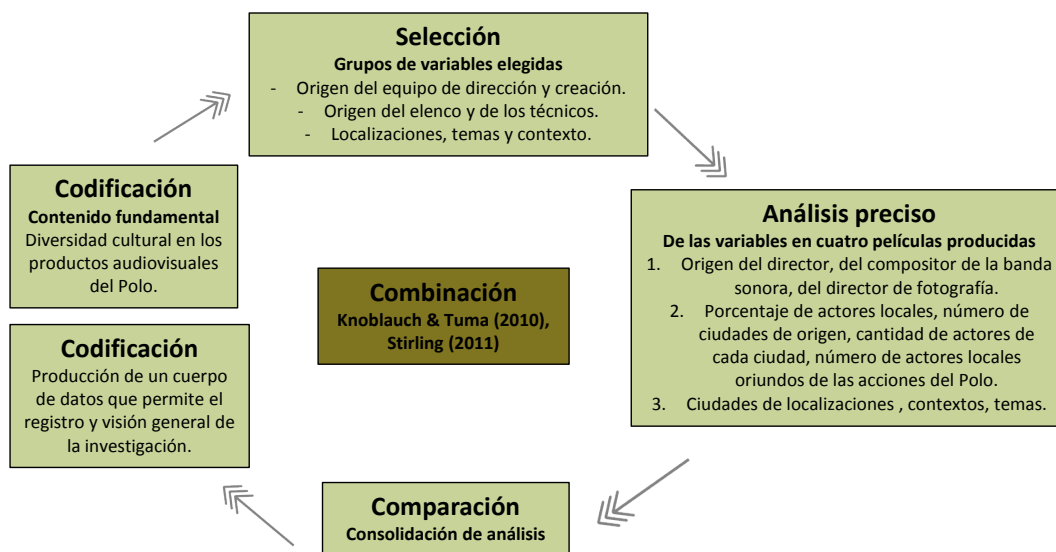 Selección
Grupos de variables elegidas
- Origen del equipo de dirección y creación.
- Origen del elenco y de los técnicos.
- Localizaciones, temas y contexto.
Codificación
Contenido fundamental
Diversidad cultural en los
productos audiovisuales
del Polo.
Codificación
Producción de un cuerpo
de datos que permite el
registro y visión general de
la investigación.
Combinación
Knoblauch & Tuma (2010),
Stirling (2011)
Análisis preciso
De las variables en cuatro películas producidas
1. Origen del director, del compositor de la banda
sonora, del director de fotografía.
2. Porcentaje de actores locales, número de
ciudades de origen, cantidad de actores de
cada ciudad, número de actores locales
oriundos de las acciones del Polo.
3. Ciudades de localizaciones , contextos, temas.
Comparación
Consolidación de análisis